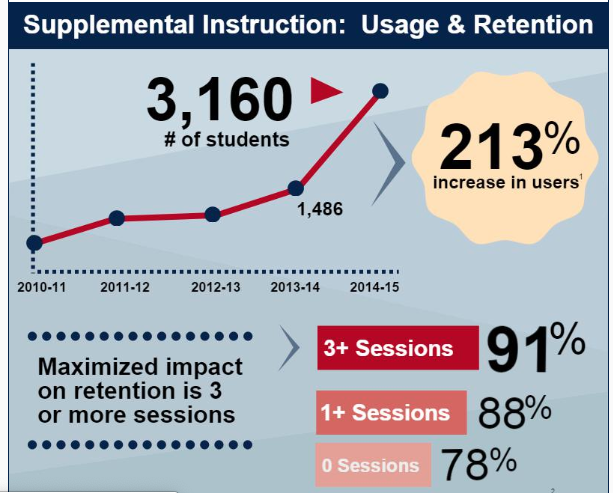 Supplemental Instruction: Usage & Retention
3,160
# of students
213%
increase in users1
1,486
2010-11 2011-12 2012-13 2013-14 2014-15
Maximized impact
on retention is 3
or more sessions
3+ Sessions 91%
1+ Sessions 88%
0 Sessions 78%
2